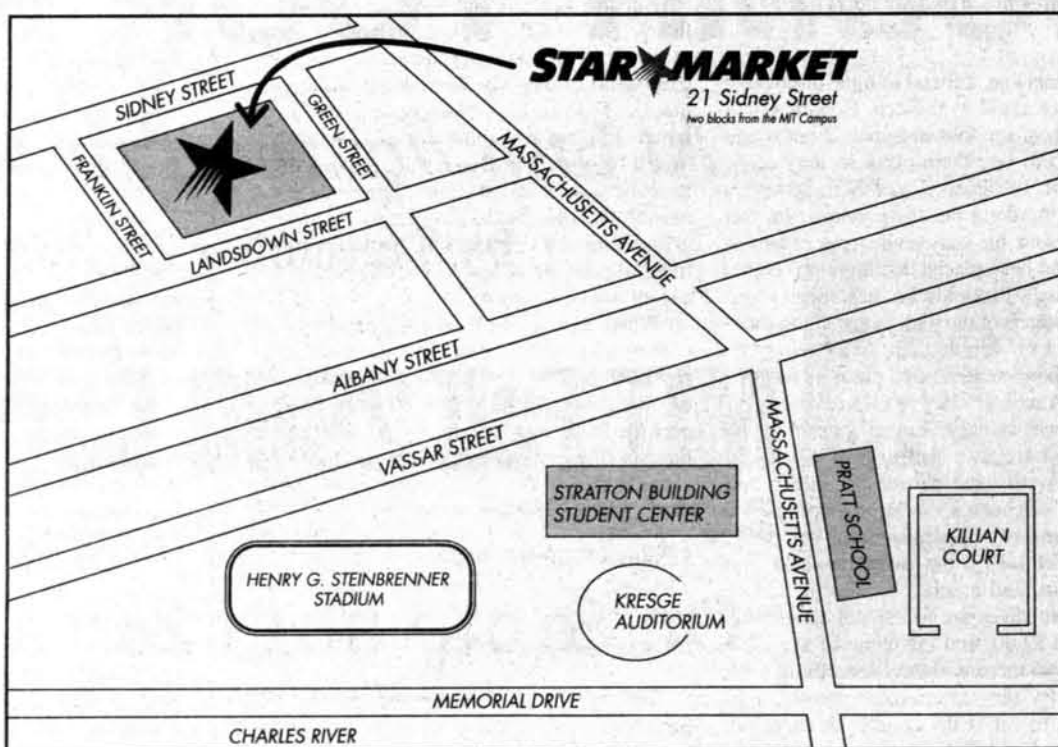 STAR MARKET
21 Sidney Street
two blocks from the MIT Campus
SIDNEY STREET
GREEN STREET
FRANKLIN STREET
LANDSDOWN STREET
MASSACHUSETTS AVENUE
ALBANY STREET
VASSAR STREET
MASSACHUSETTS AVENUE
STRATTON BUILDING
STUDENT CENTER
PRATT SCHOOL
KILLIAN
COURT
HENRY G. STEINBRENNER
STADIUM
KRESGE
AUDITORIUM
MEMORIAL DRIVE
CHARLES RIVER